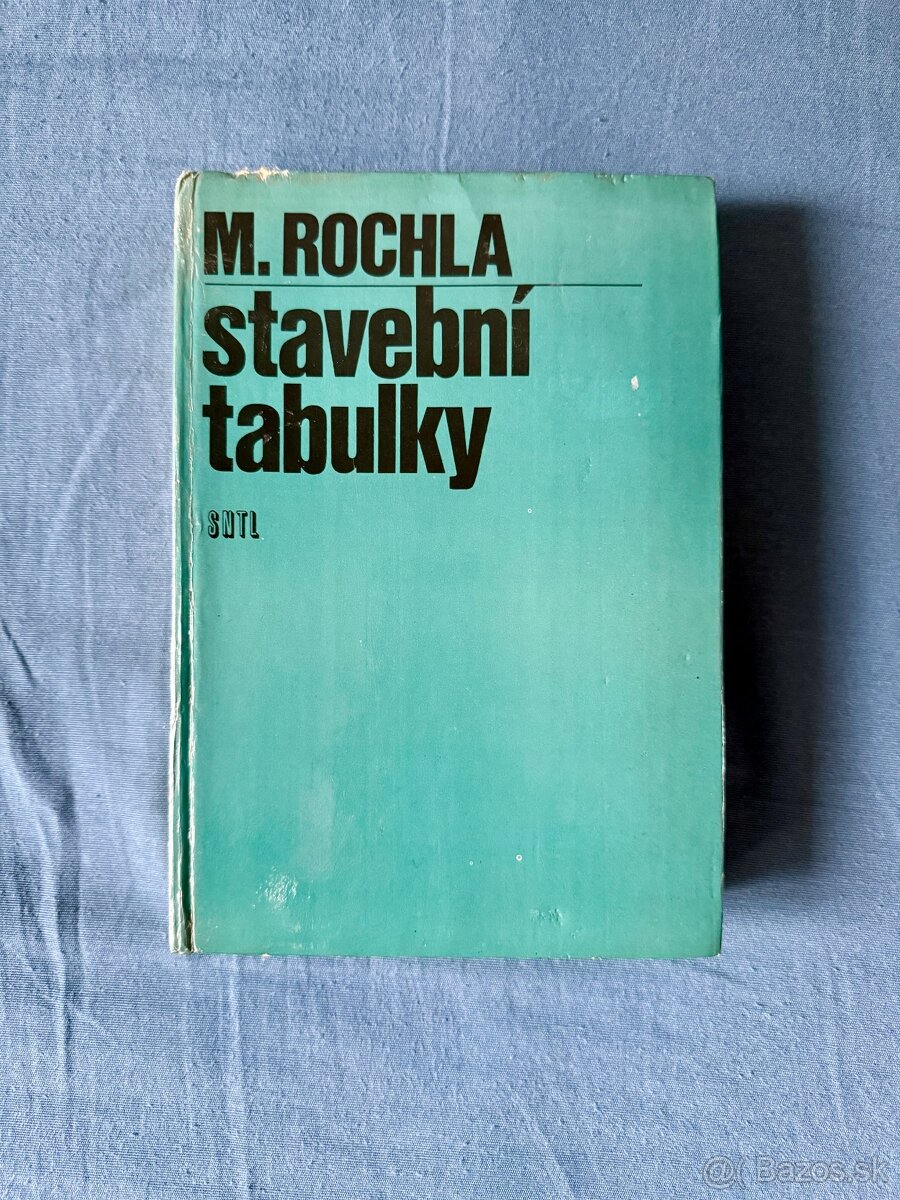 M. ROCHLA
stavební
tabulky
SNTL
@( Bazos.sk